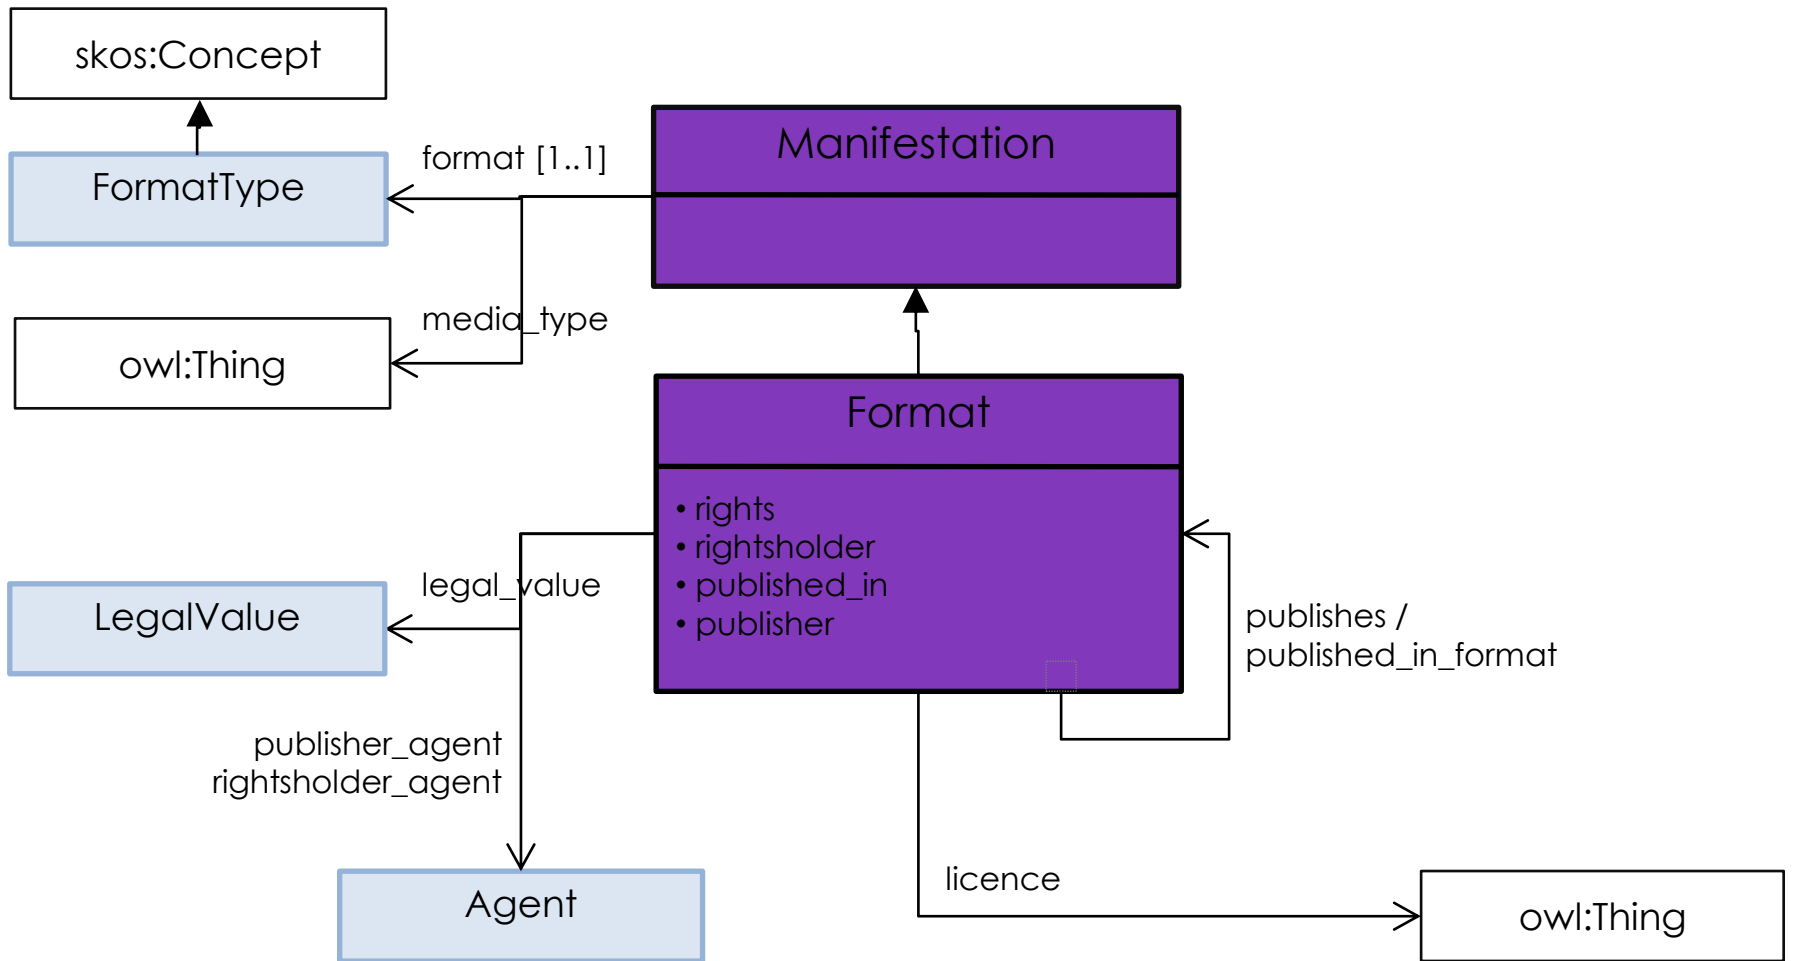 skos:Concept
FormatType
format [1..1]
Manifestation
media_type
owl:Thing
Format
• rights
• rightsholder
• published_in
• publisher
legal_value
LegalValue
publishes /
published_in_format
publisher_agent
rightsholder_agent
Agent
licence
owl:Thing